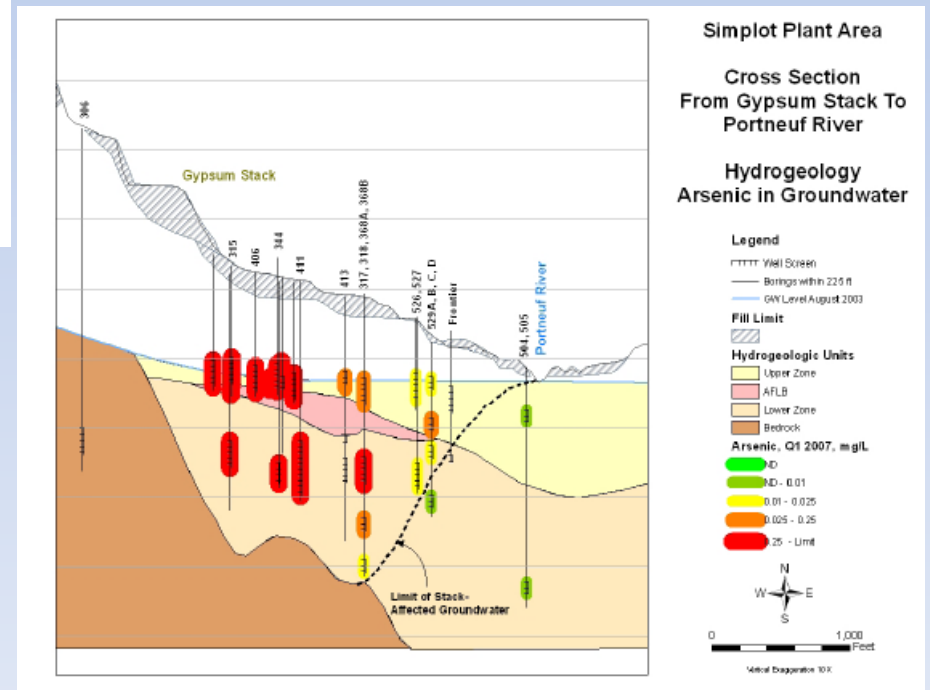 Simplot Plant Area
Cross Section
From Gypsum Stack To
Portneuf River
Hydrogeology
Arsenic in Groundwater
306
Gypsum Stack
315
406
344
411
413
317, 318, 368A, 368B
526, 527
529A, B, C, D
Frontier
504, 505
Portneuf River
Limit of Stack-
Affected Groundwater
Legend
Well Screen
Borings within 225 ft
GW Level August 2003
Fill Limit
Hydrogeologic Units
Upper Zone
AFLB
Lower Zone
Bedrock
Arsenic, Q1 2007, mg/L
ND
ND - 0.01
0.01 - 0.025
0.025 - 0.25
.25 - Limit
N
W E
S
0 1,000
Feet
Vertical Exaggeration 10 X